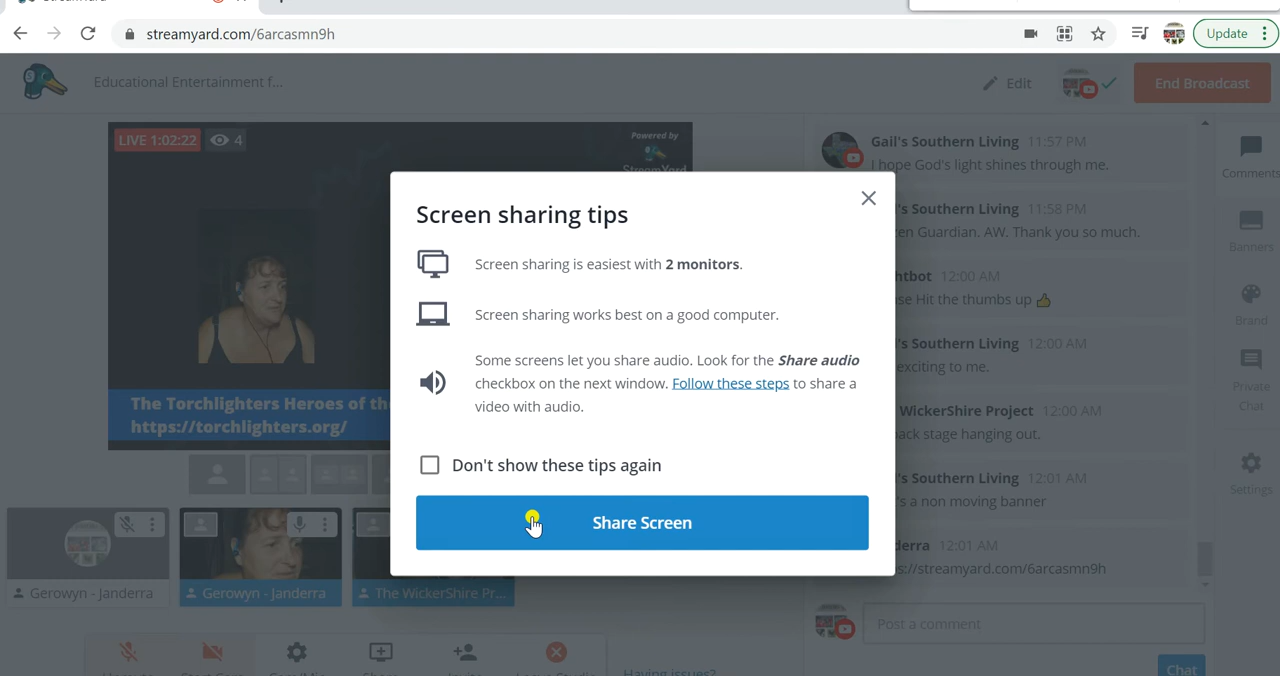 streamyard.com/6arcasmn9h
Update
Educational Entertainment f...
Edit
End Broadcast
LIVE 1:02:22
4
Powered by
StreamYard
Gail's Southern Living 11:57 PM
I hope God's light shines through me.
's Southern Living 11:58 PM
en Guardian. AW. Thank you so much.
htbot 12:00 AM
se Hit the thumbs up 👍
's Southern Living 12:00 AM
exciting to me.
WickerShire Project 12:00 AM
back stage hanging out.
's Southern Living 12:01 AM
's a non moving banner
derra 12:01 AM
s://streamyard.com/6arcasmn9h
Comments
Banners
Brand
Private
Chat
Settings
Screen sharing tips
Screen sharing is easiest with 2 monitors.
Screen sharing works best on a good computer.
Some screens let you share audio. Look for the Share audio
checkbox on the next window. Follow these steps to share a
video with audio.
Don't show these tips again
Share Screen
The Torchlighters Heroes of the
https://torchlighters.org/
Gerowyn - Janderra
Gerowyn - Janderra
The WickerShire Pr...
Post a comment
Chat
Having issues?